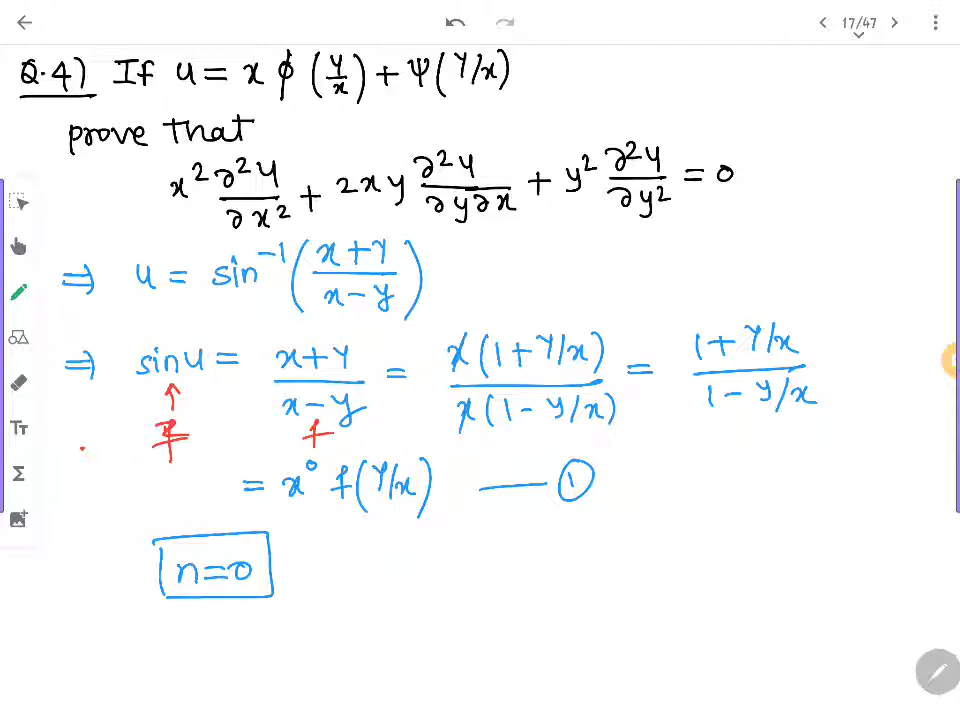 17/47
Q.4) If u = x ϕ (y/x) + ψ (y/x)
prove that
x² ∂²u/∂x² + 2xy ∂²u/∂y∂x + y² ∂²u/∂y² = 0
⇒ u = sin⁻¹ ((x+y)/(x-y))
⇒ sin u = (x+y)/(x-y) = x(1+y/x)/x(1-y/x) = (1+y/x)/(1-y/x)
↑
f
= x⁰ f(y/x) —— ①
n=0
Tт
Σ